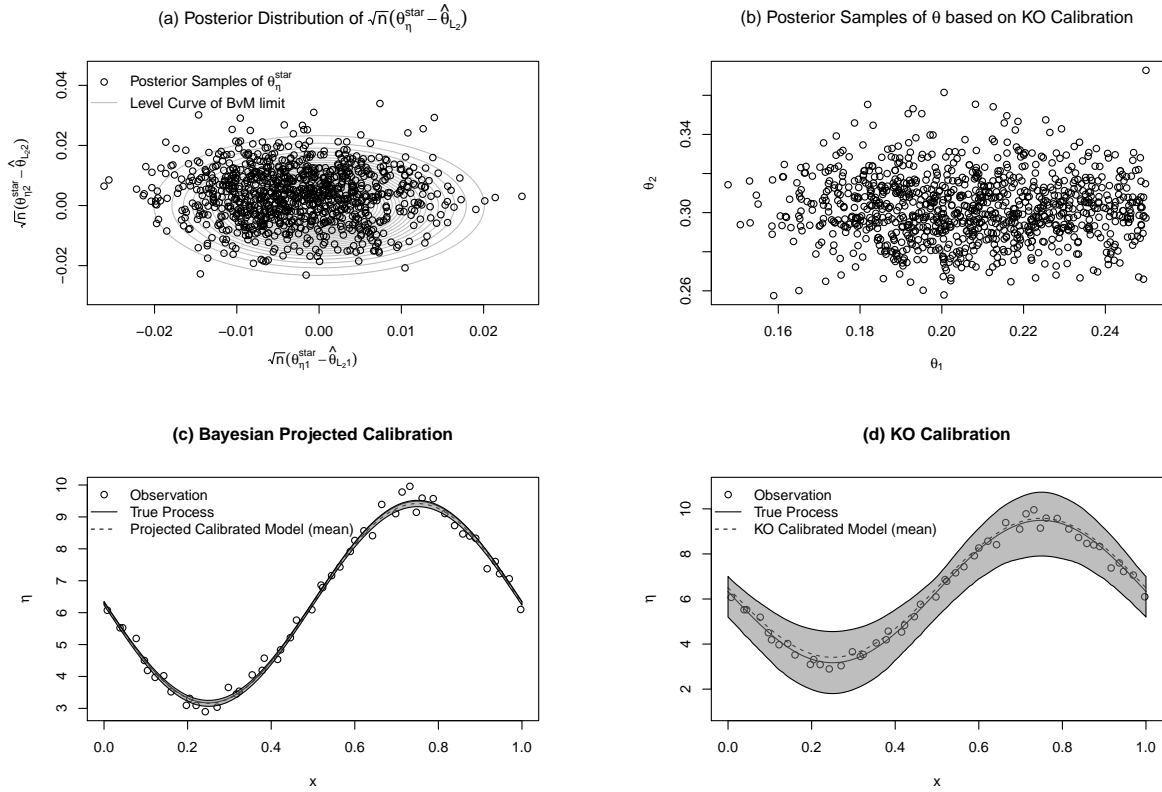 (a) Posterior Distribution of √n(θ_η^star − θ̂_L₂)
Posterior Samples of θ_η^star
Level Curve of BvM limit
√n(θ_η2^star − θ̂_L₂2)
−0.02 0.00 0.02 0.04
−0.02 −0.01 0.00 0.01 0.02
√n(θ_η1^star − θ̂_L₂1)
(b) Posterior Samples of θ based on KO Calibration
θ₂
0.26 0.30 0.34
0.16 0.18 0.20 0.22 0.24
θ₁
(c) Bayesian Projected Calibration
Observation
True Process
Projected Calibrated Model (mean)
η
3 4 5 6 7 8 9 10
0.0 0.2 0.4 0.6 0.8 1.0
x
(d) KO Calibration
Observation
True Process
KO Calibrated Model (mean)
η
2 4 6 8 10
0.0 0.2 0.4 0.6 0.8 1.0
x